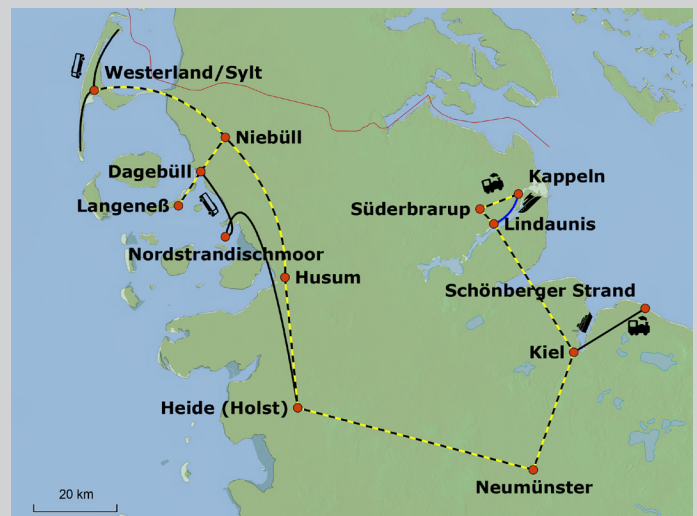 Westerland/Sylt
Niebüll
Dagebüll
Kappeln
Langeneß
Süderbrarup
Lindaunis
Nordstrandischmoor
Husum
Schönberger Strand
Kiel
Heide (Holst)
Neumünster
20 km